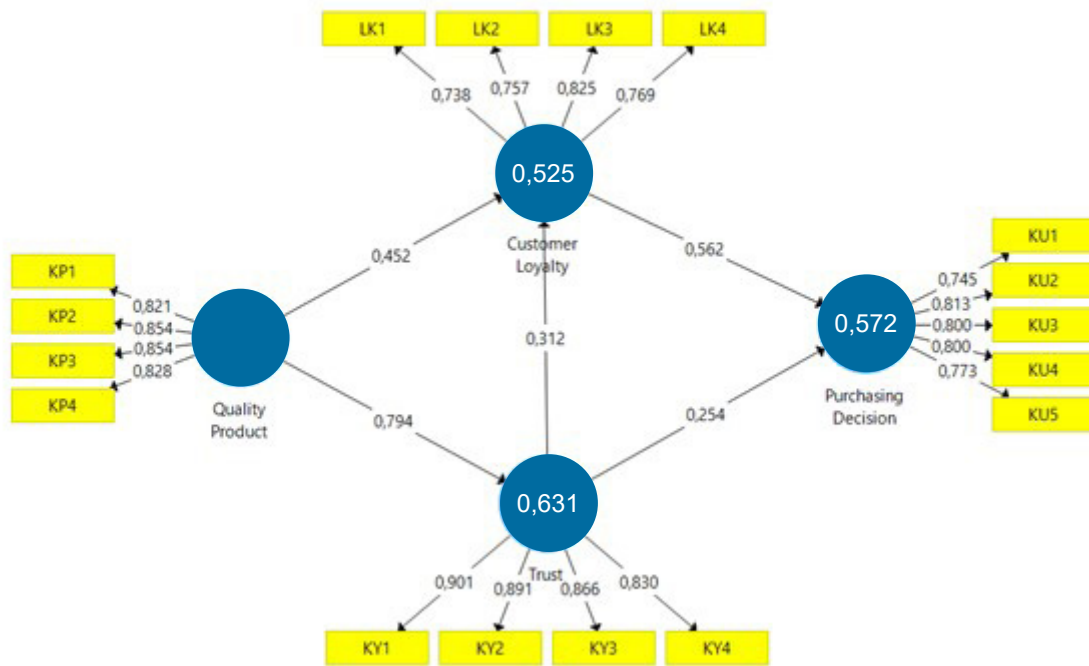 LK1 LK2 LK3 LK4
0,738 0,757 0,825 0,769
0,525
Customer
Loyalty
0,452 0,562
KP1
KP2
KP3
KP4
0,821
0,854
0,854
0,828
Quality
Product
0,312
0,572
Purchasing
Decision
KU1
KU2
KU3
KU4
KU5
0,745
0,813
0,800
0,800
0,773
0,794 0,254
0,631
Trust
0,901 0,891 0,866 0,830
KY1 KY2 KY3 KY4